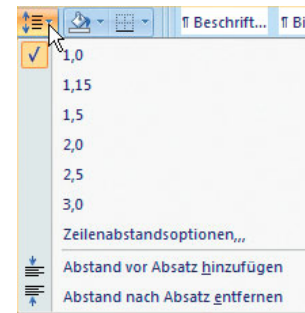 ¶ Beschrift... ¶ Bi
1,0
1,15
1,5
2,0
2,5
3,0
Zeilenabstandsoptionen,,,
Abstand vor Absatz hinzufügen
Abstand nach Absatz entfernen